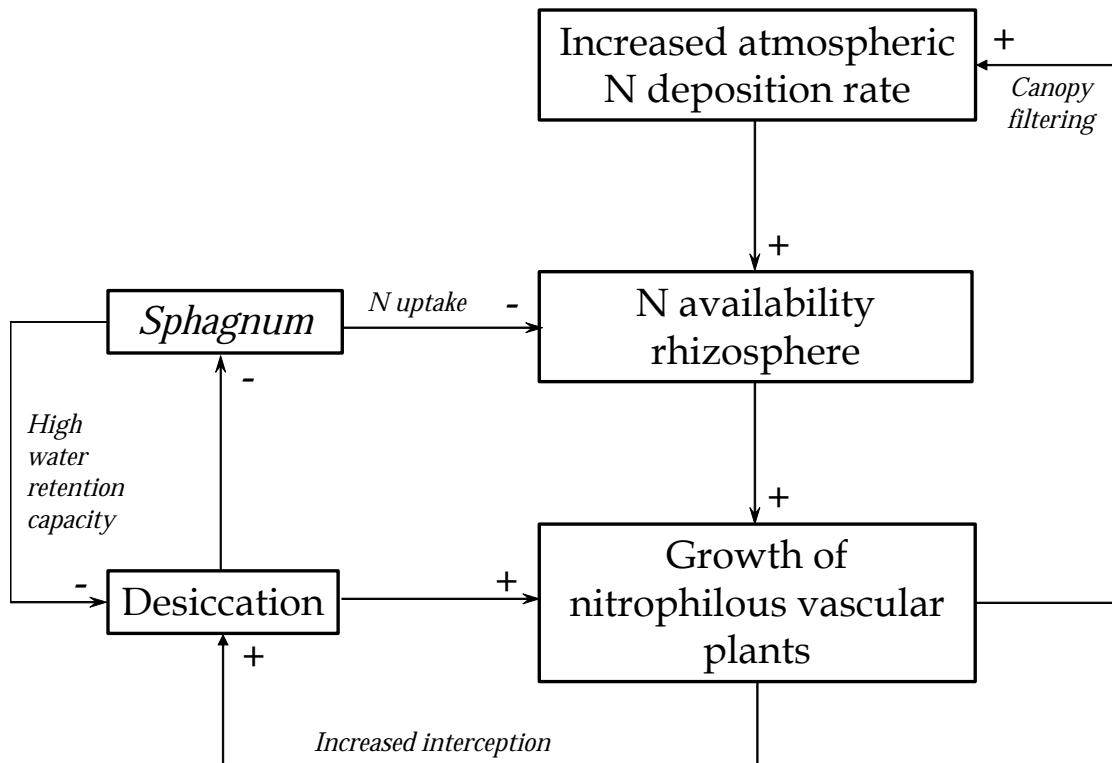 Increased atmospheric
N deposition rate
+
Canopy
filtering
+
Sphagnum
N uptake
-
N availability
rhizosphere
-
High
water
retention
capacity
+
-
Desiccation
+
Growth of
nitrophilous vascular
plants
+
Increased interception